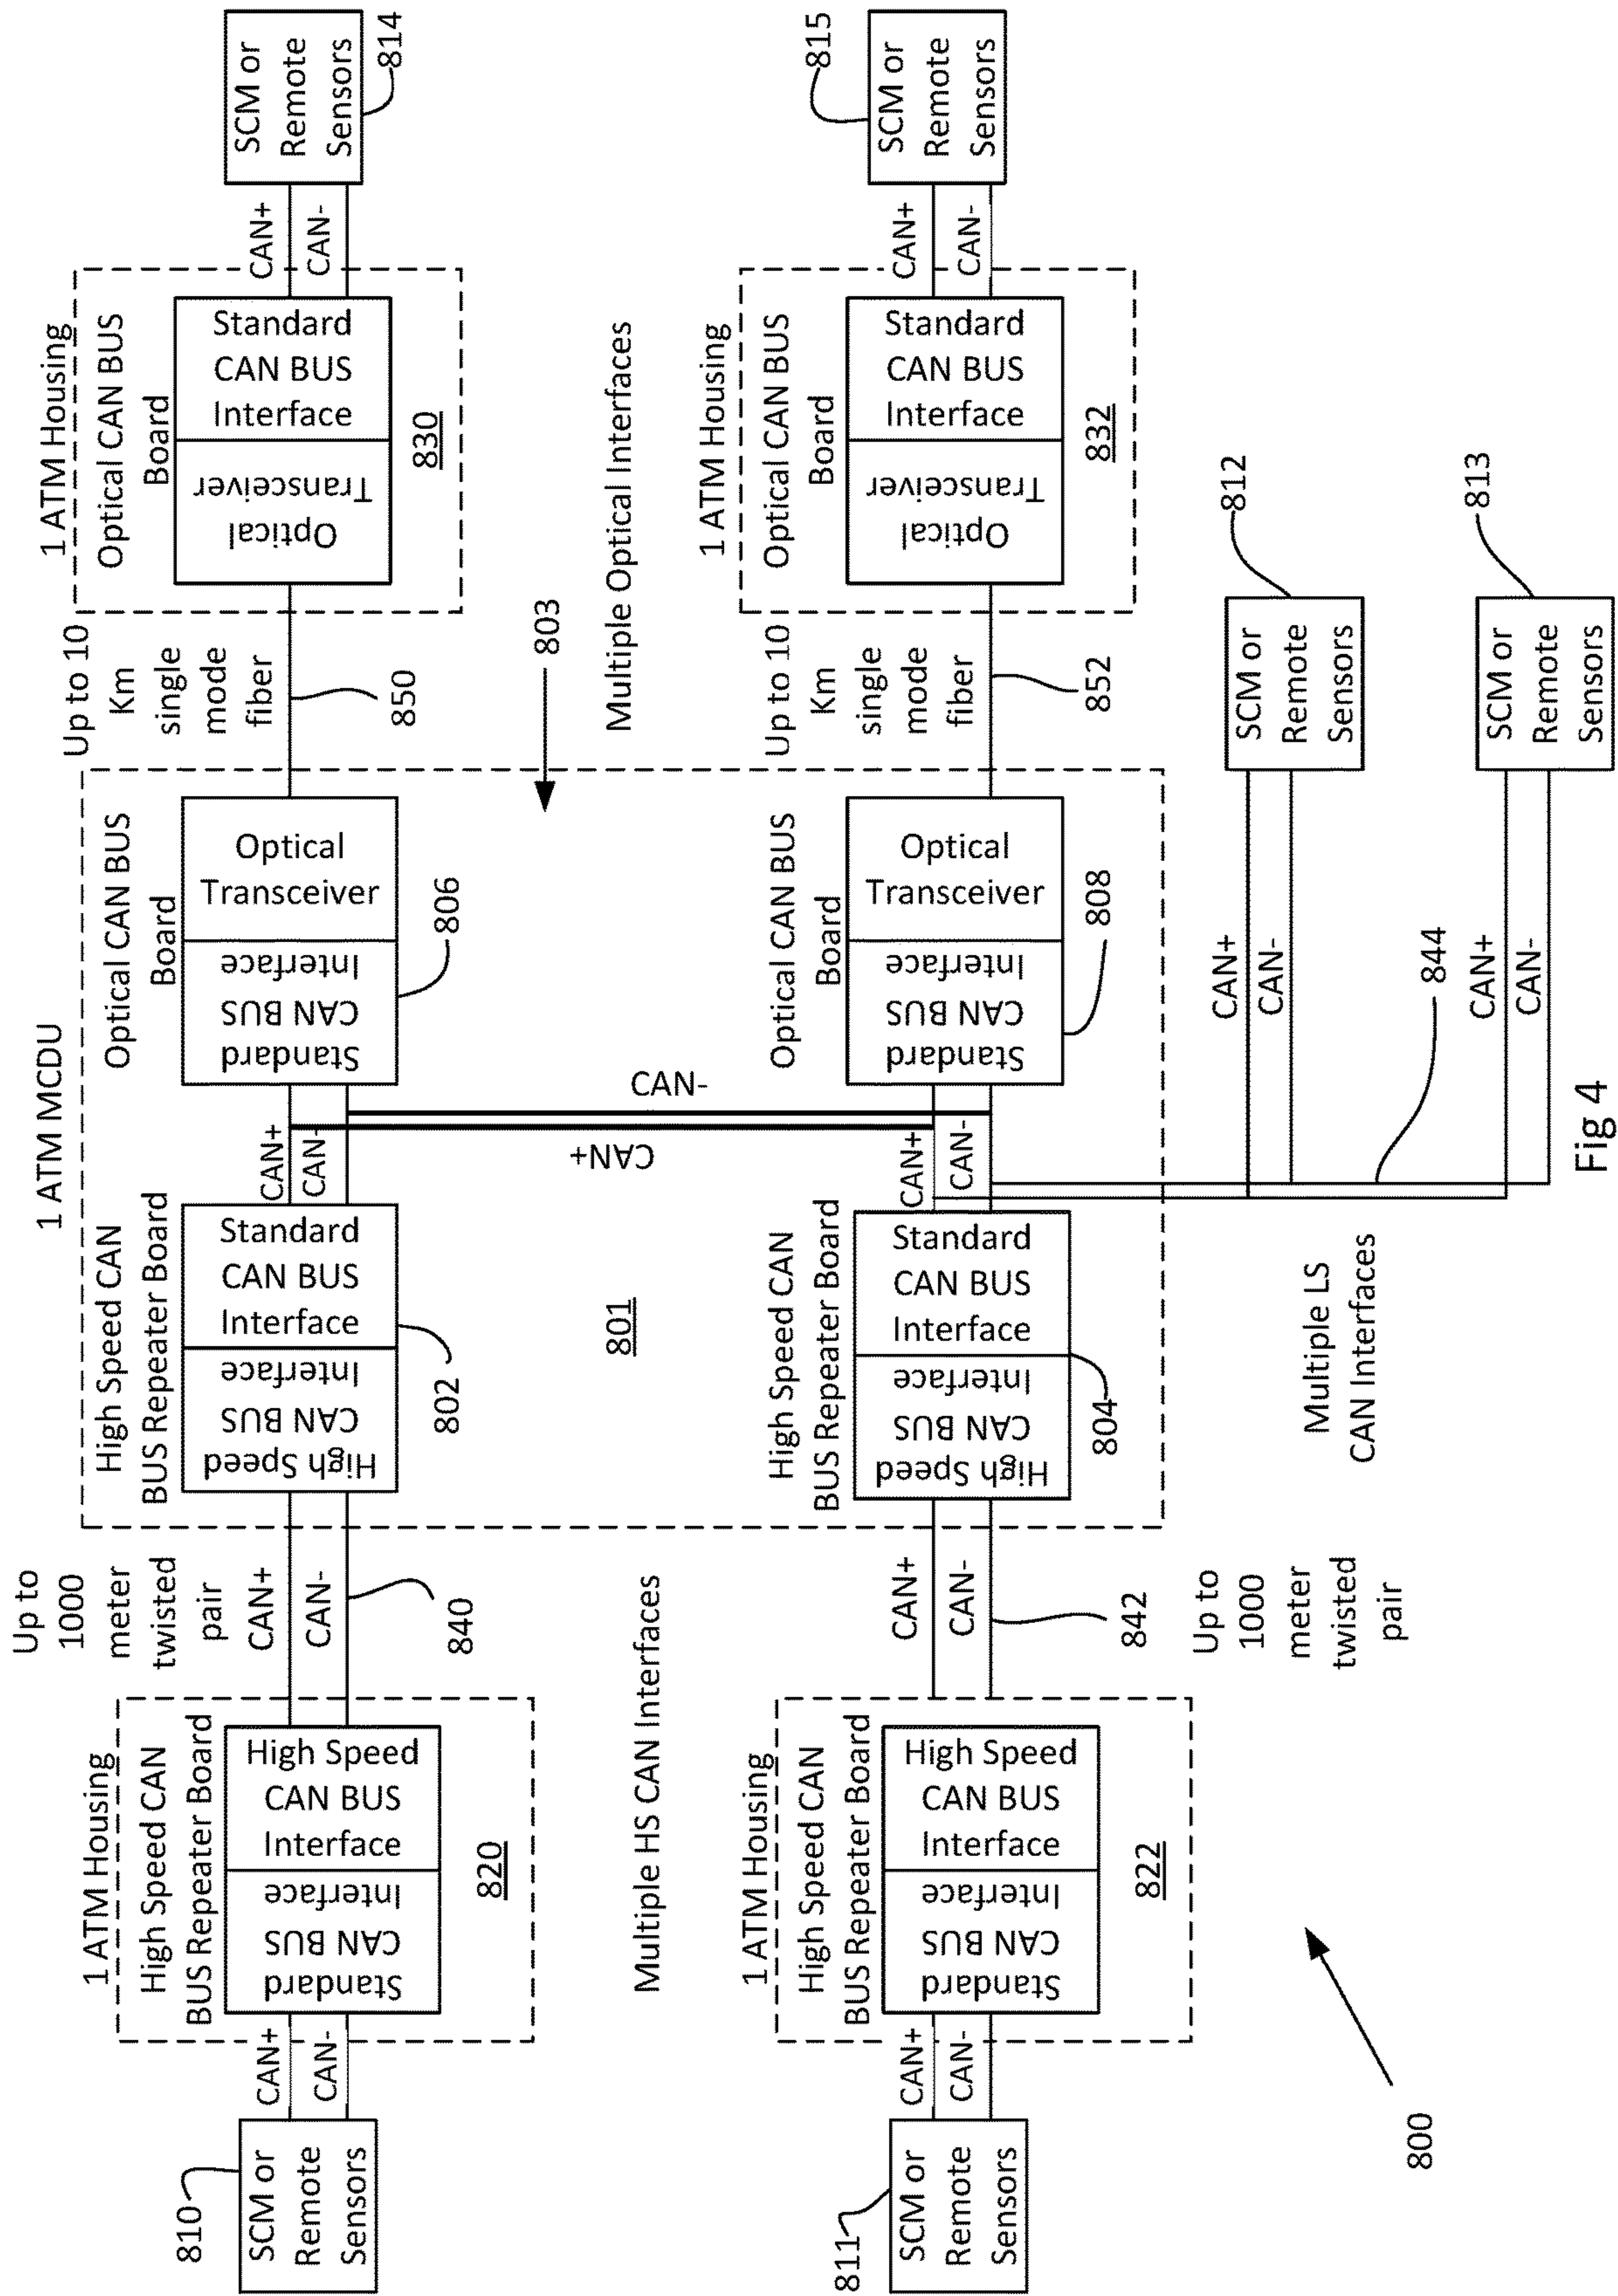 SCM or
Remote
Sensors
810
CAN+
CAN-
1 ATM Housing
High Speed CAN
BUS Repeater Board
Standard
CAN BUS
Interface
High Speed
CAN BUS
Interface
820
Up to
1000
meter
twisted
pair
CAN+
CAN-
840
1 ATM MCDU
High Speed CAN
BUS Repeater Board
High Speed
CAN BUS
Interface
Standard
CAN BUS
Interface
802
CAN+
CAN-
Optical CAN BUS
Board
Standard
CAN BUS
Interface
Optical
Transceiver
806
Up to 10
Km
single
mode
fiber
850
1 ATM Housing
Optical CAN BUS
Board
Optical
Transceiver
Standard
CAN BUS
Interface
830
CAN+
CAN-
SCM or
Remote
Sensors
814
Multiple HS CAN Interfaces
801
CAN+
CAN-
803
Multiple Optical Interfaces
SCM or
Remote
Sensors
811
CAN+
CAN-
1 ATM Housing
High Speed CAN
BUS Repeater Board
Standard
CAN BUS
Interface
High Speed
CAN BUS
Interface
822
CAN+
CAN-
842
Up to
1000
meter
twisted
pair
High Speed CAN
BUS Repeater Board
High Speed
CAN BUS
Interface
Standard
CAN BUS
Interface
804
CAN+
CAN-
Optical CAN BUS
Board
Standard
CAN BUS
Interface
Optical
Transceiver
808
Up to 10
Km
single
mode
fiber
852
1 ATM Housing
Optical CAN BUS
Board
Optical
Transceiver
Standard
CAN BUS
Interface
832
CAN+
CAN-
SCM or
Remote
Sensors
815
Multiple LS
CAN Interfaces
CAN+
CAN-
SCM or
Remote
Sensors
812
844
CAN+
CAN-
SCM or
Remote
Sensors
813
800
Fig 4